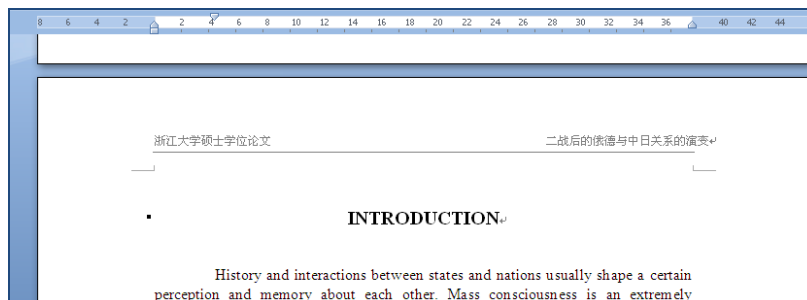 8 6 4 2 2 4 6 8 10 12 14 16 18 20 22 24 26 28 30 32 34 36 40 42 44
浙江大学硕士学位论文 二战后的俄德与中日关系的演变
INTRODUCTION
History and interactions between states and nations usually shape a certain
perception and memory about each other. Mass consciousness is an extremely